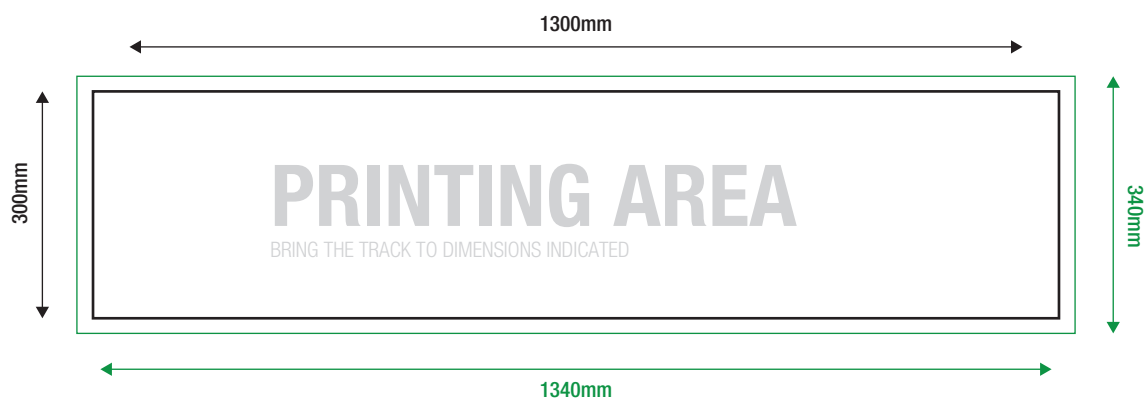 1300mm
300mm
PRINTING AREA
BRING THE TRACK TO DIMENSIONS INDICATED
340mm
1340mm